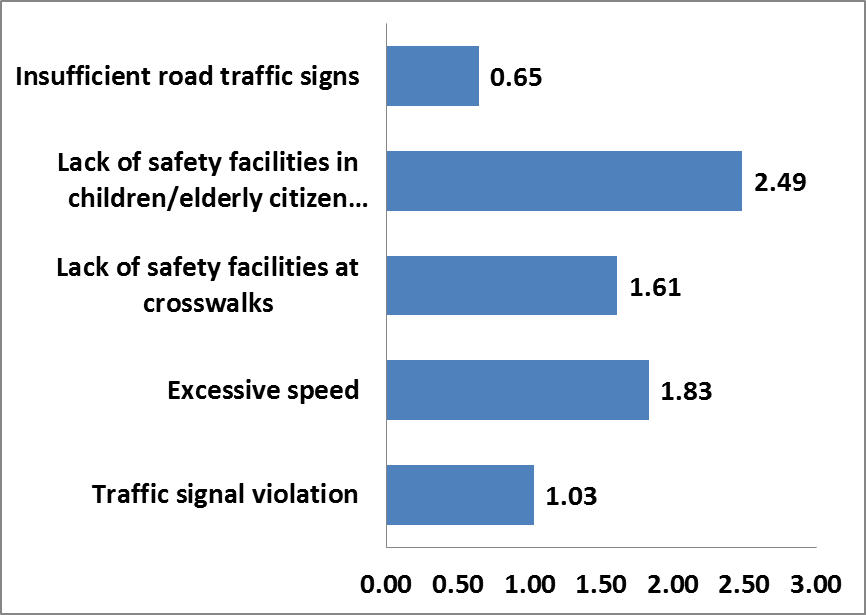 Insufficient road traffic signs
0.65
Lack of safety facilities in
children/elderly citizen...
2.49
Lack of safety facilities at
crosswalks
1.61
Excessive speed
1.83
Traffic signal violation
1.03
0.00 0.50 1.00 1.50 2.00 2.50 3.00